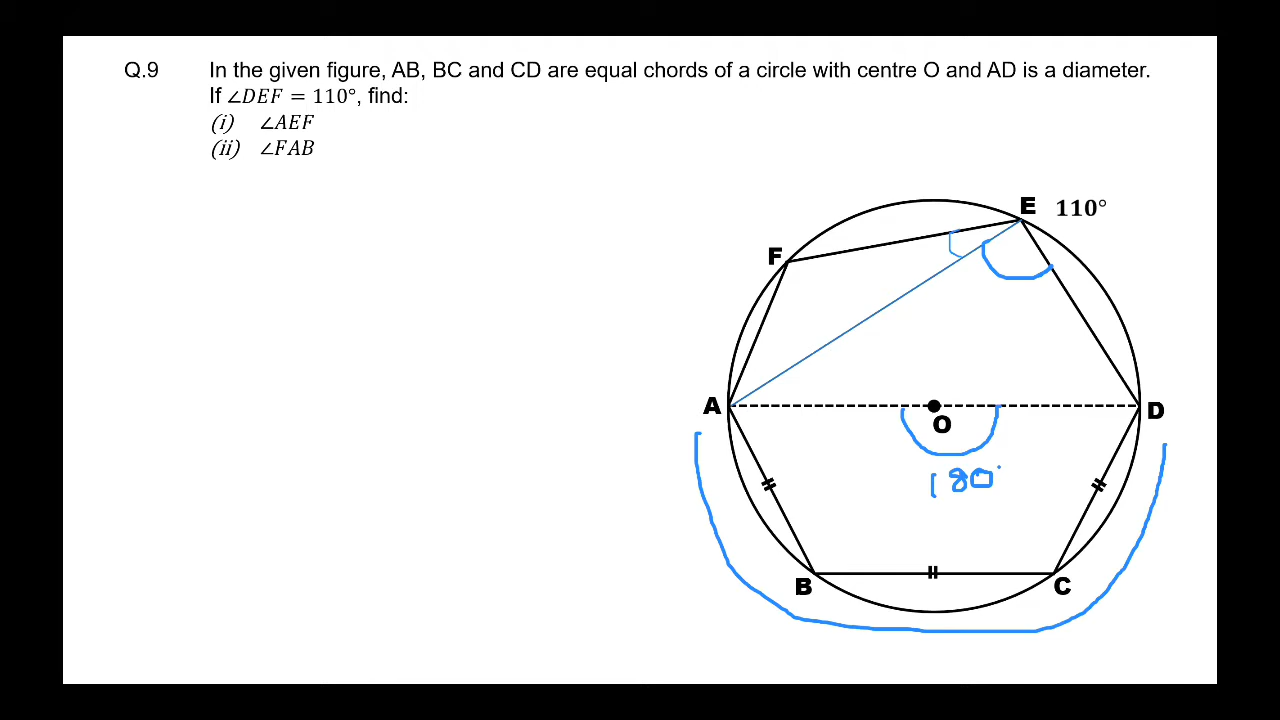 Q.9 In the given figure, AB, BC and CD are equal chords of a circle with centre O and AD is a diameter.
If ∠DEF = 110°, find:
(i) ∠AEF
(ii) ∠FAB
E 110°
F
A O D
180°
B C